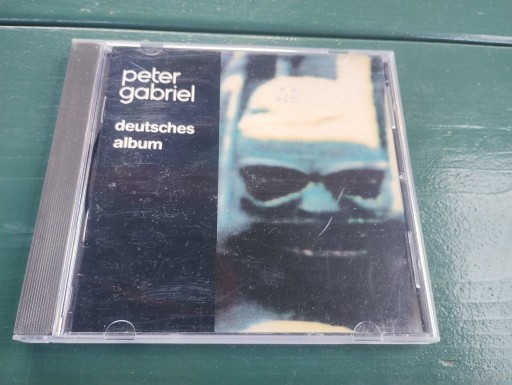 peter
gabriel
deutsches
album